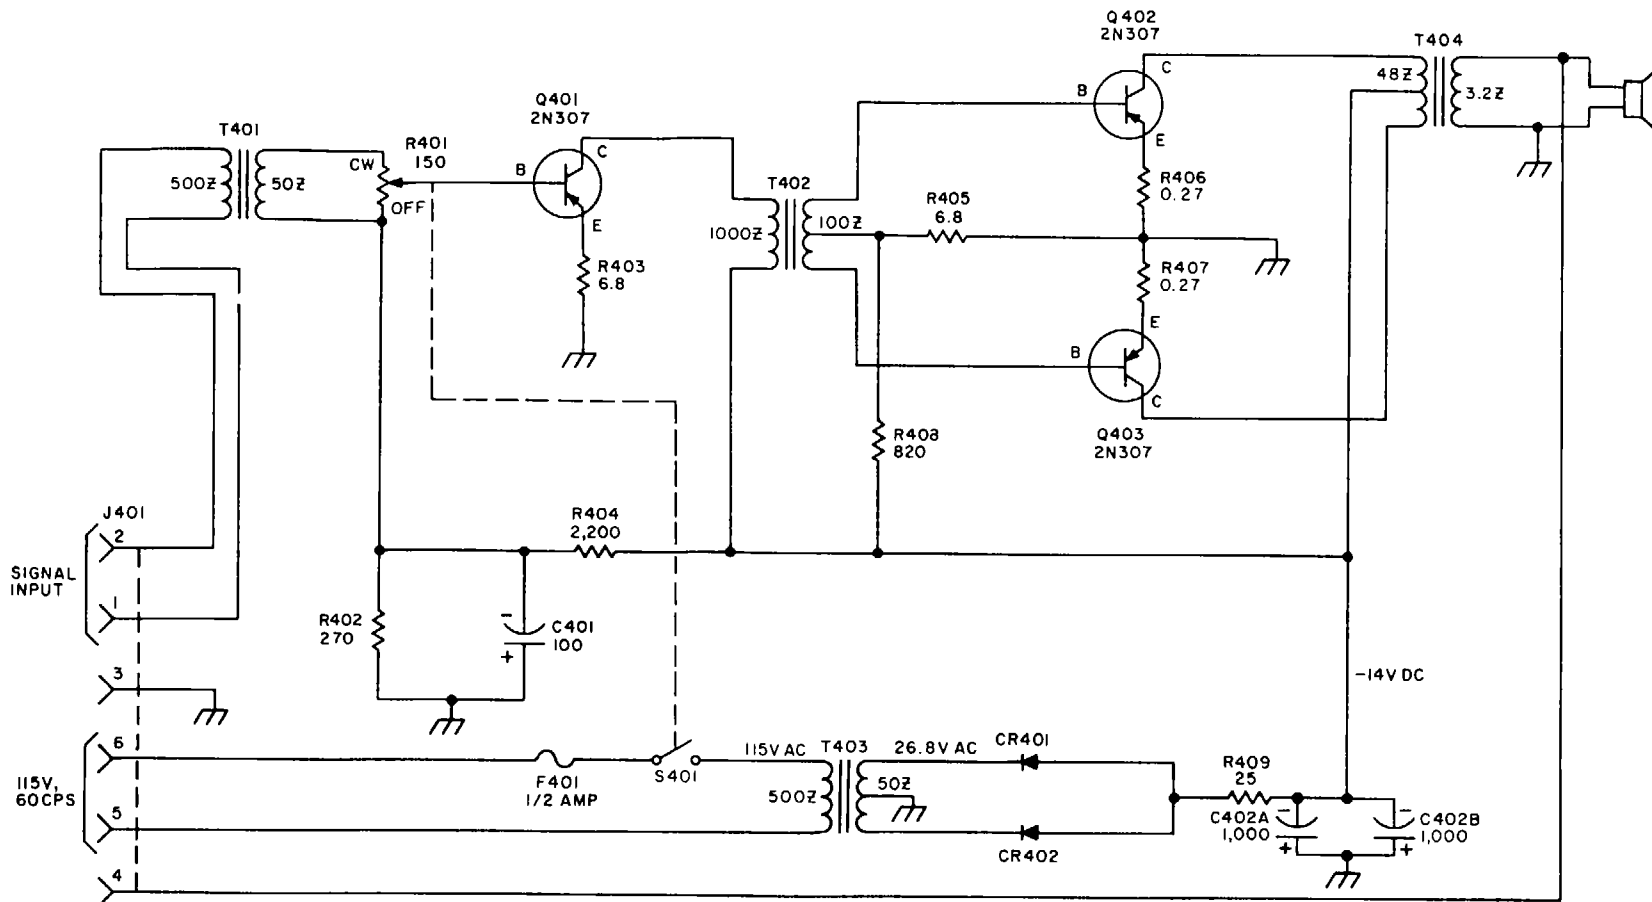 Q402
2N307
T404
C
48Z
3.2Z
B
E
Q401
2N307
T401
R401
150
CW
C
B
500Z
50Z
OFF
E
T402
R406
0.27
R405
6.8
1000Z
100Z
R403
6.8
R407
0.27
E
B
C
R408
820
Q403
2N307
J401
2
R404
2,200
SIGNAL
INPUT
1
R402
270
-
C401
100
+
3
-14V DC
6
115V AC
T403
26.8V AC
CR401
R409
25
115V,
60CPS
F401
1/2 AMP
S401
500Z
50Z
5
-
C402A
1,000
+
-
C402B
1,000
+
CR402
4